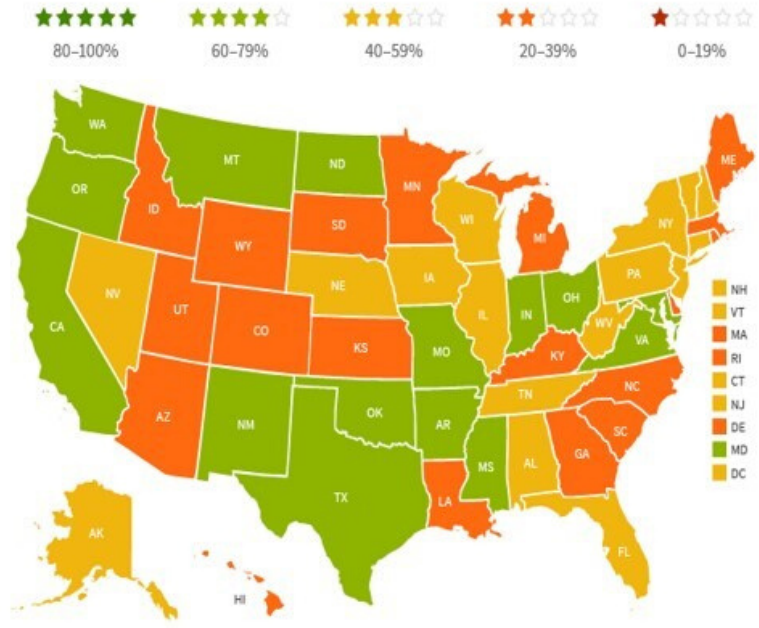 80–100% 60–79% 40–59% 20–39% 0–19%
WA
ME
MT
ND
MN
OR
ID
SD
WI
NY
WY
MI
NV
NE
IA
PA
NH
UT
CO
IL
IN
OH
WV
VT
CA
KS
MO
VA
MA
KY
RI
AZ
NM
OK
TN
NC
CT
AR
SC
NJ
MS
AL
GA
DE
TX
LA
MD
AK
FL
DC
HI